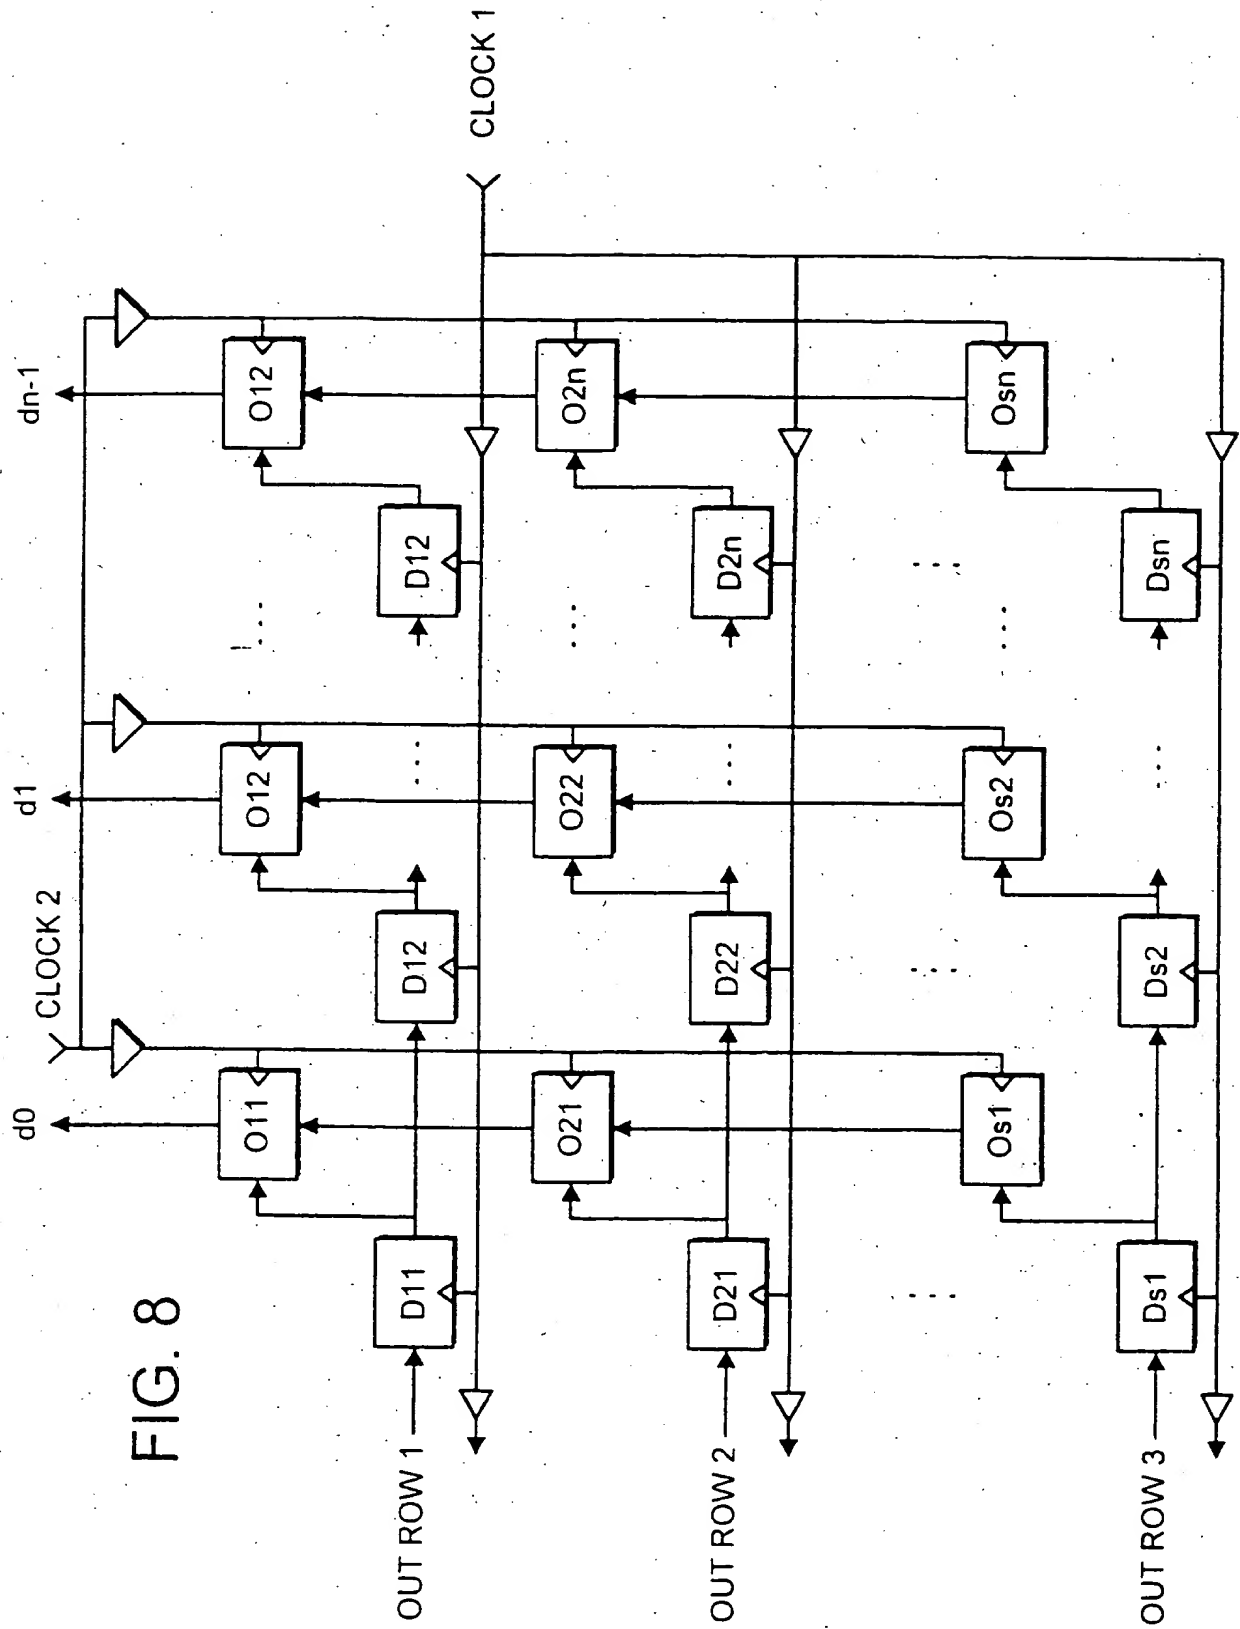 d0 d1 dn-1
CLOCK 2
FIG. 8
O11 O12 ... O12
OUT ROW 1 D11 D12 ... D12
CLOCK 1
O21 O22 ... O2n
OUT ROW 2 D21 D22 ... D2n
Os1 Os2 ... Osn
OUT ROW 3 Ds1 Ds2 ... Dsn